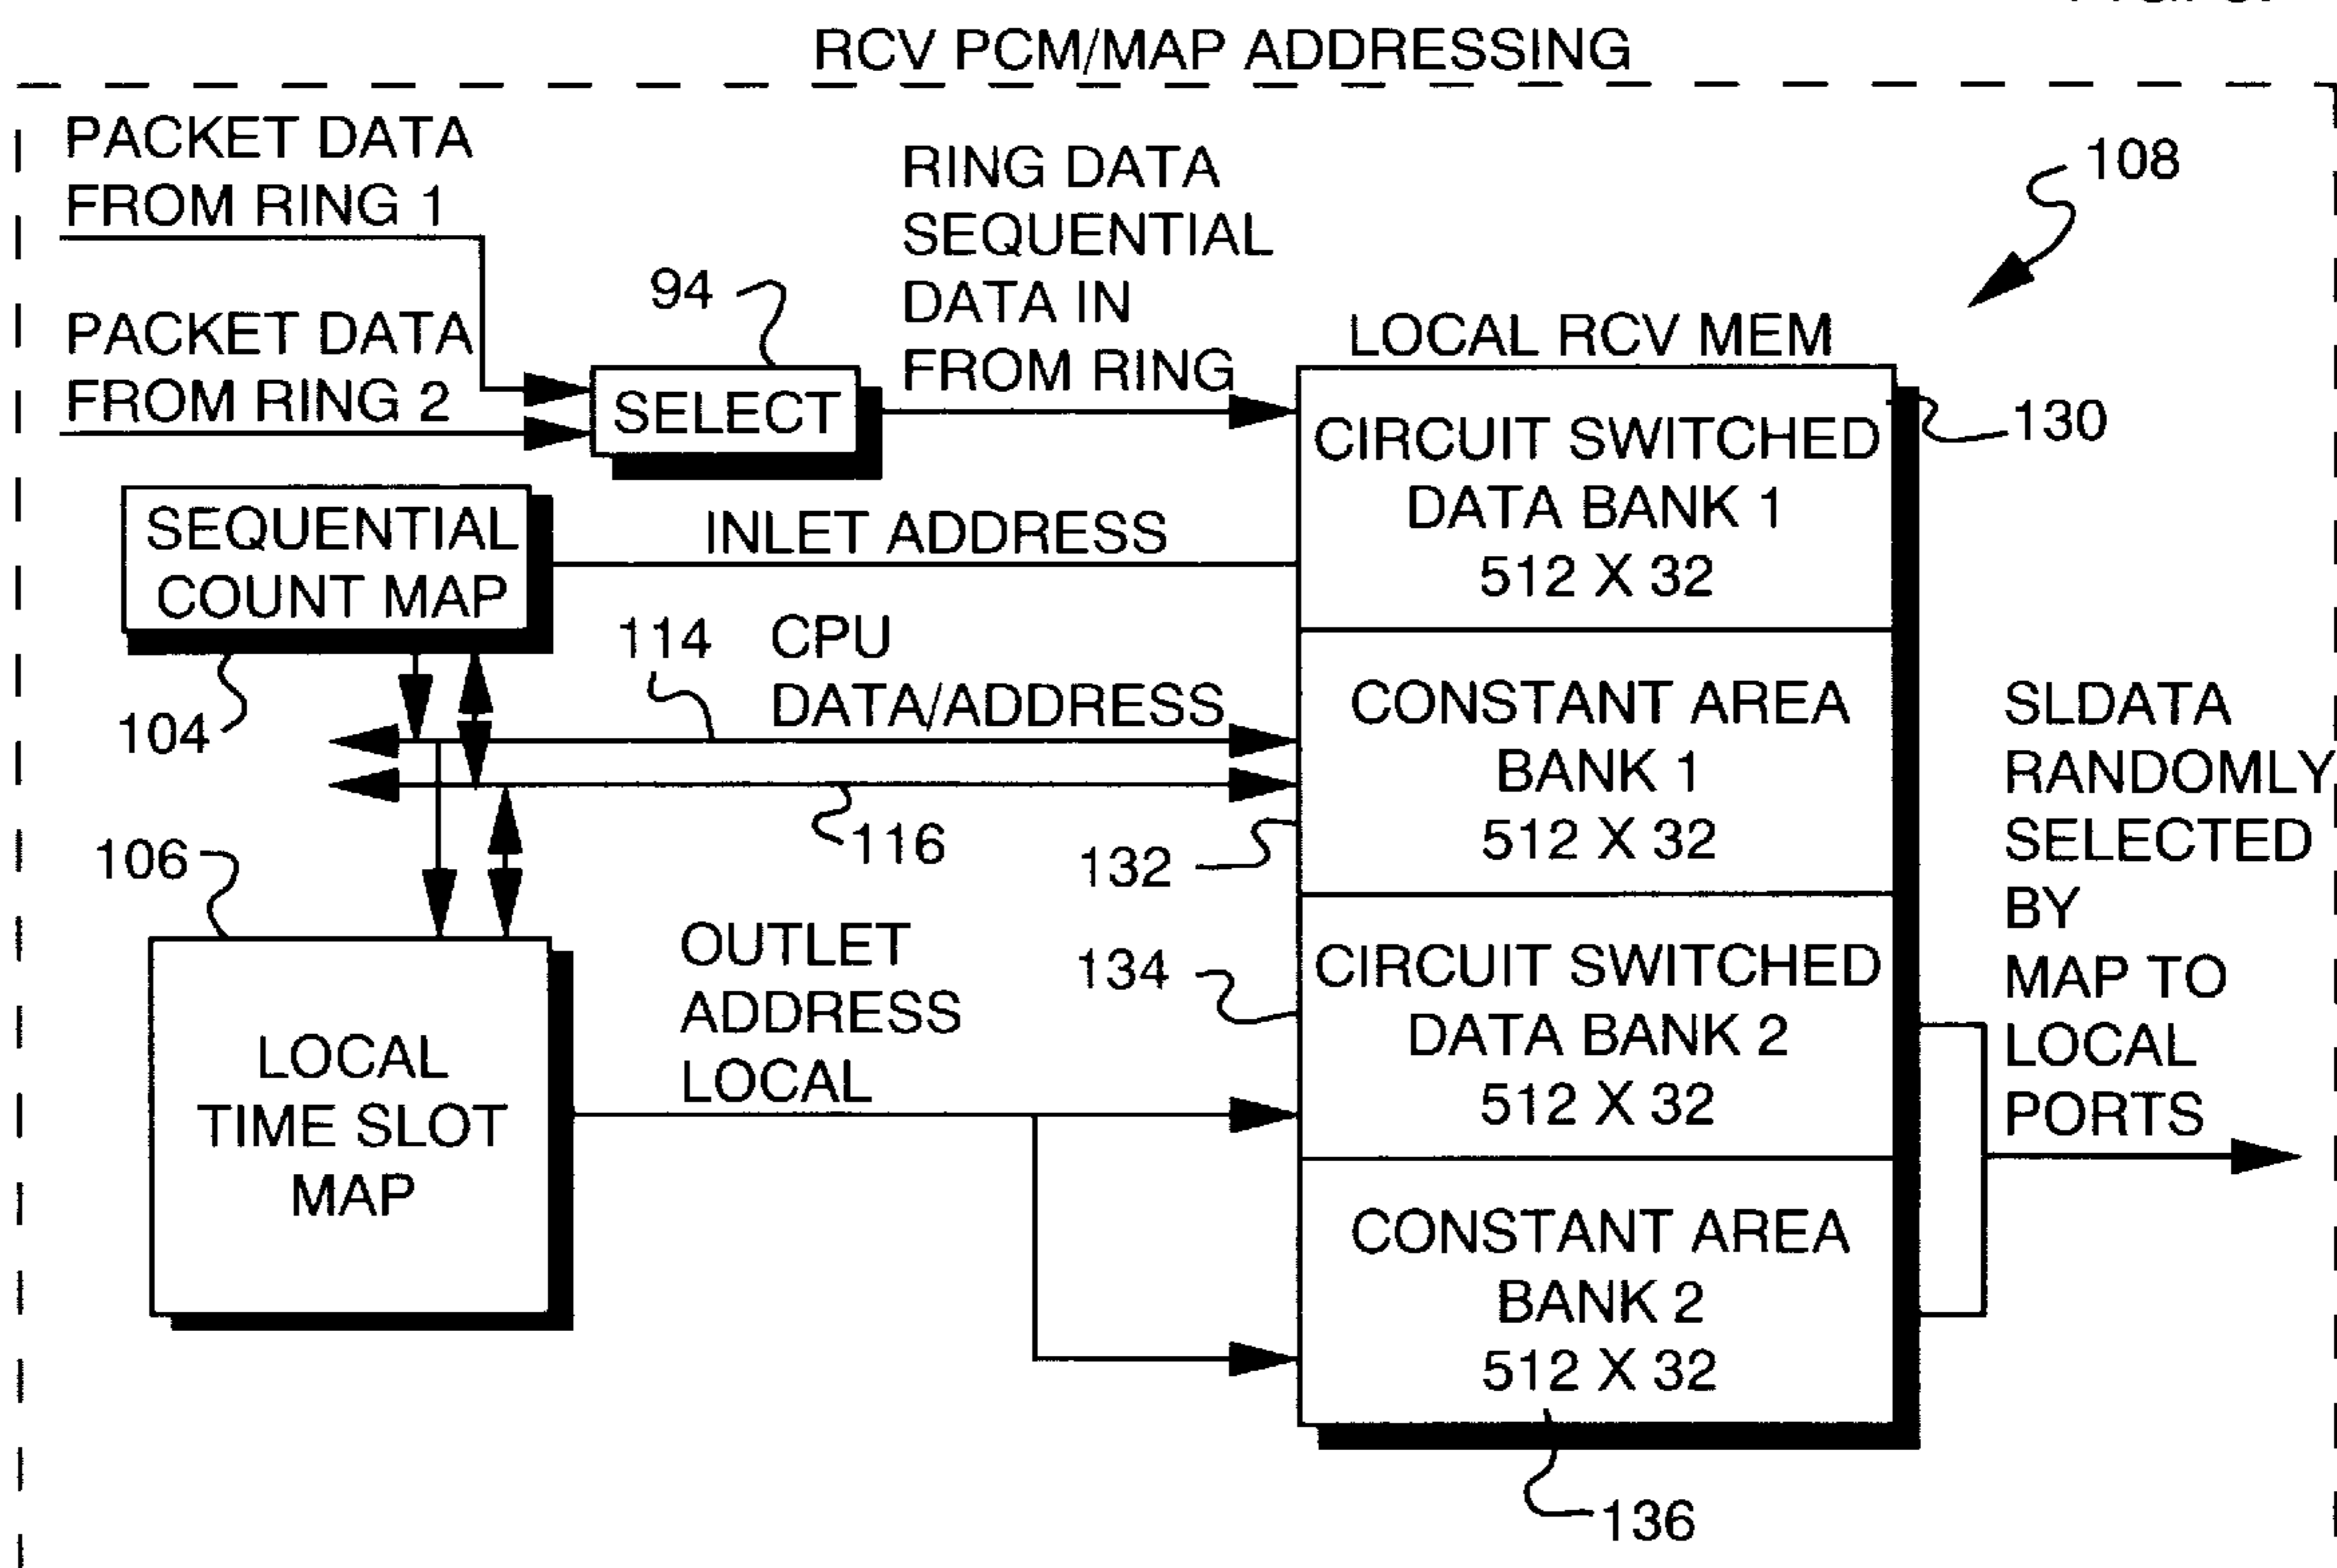 RCV PCM/MAP ADDRESSING
PACKET DATA
FROM RING 1
PACKET DATA
FROM RING 2
94
SELECT
RING DATA
SEQUENTIAL
DATA IN
FROM RING
108
LOCAL RCV MEM
CIRCUIT SWITCHED
DATA BANK 1
512 X 32
130
SEQUENTIAL
COUNT MAP
INLET ADDRESS
104
114
CPU
DATA/ADDRESS
116
CONSTANT AREA
BANK 1
512 X 32
132
106
LOCAL
TIME SLOT
MAP
OUTLET
ADDRESS
LOCAL
134
CIRCUIT SWITCHED
DATA BANK 2
512 X 32
CONSTANT AREA
BANK 2
512 X 32
136
SLDATA
RANDOMLY
SELECTED
BY
MAP TO
LOCAL
PORTS